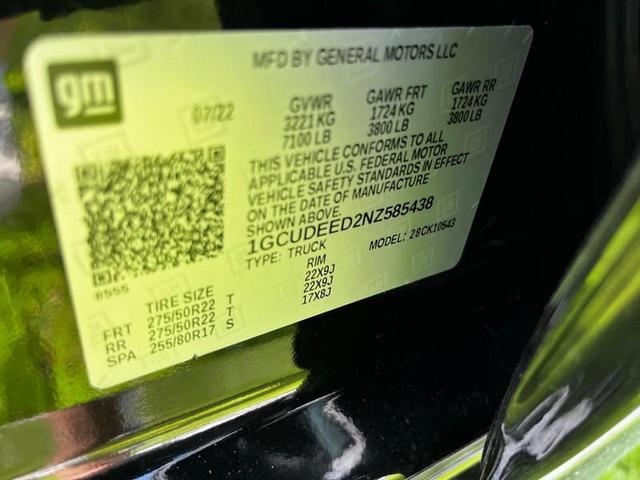 MFD BY GENERAL MOTORS LLC
gm
07/22
GVWR GAWR FRT GAWR RR
3221 KG 1724 KG 1724 KG
7100 LB 3800 LB 3800 LB
THIS VEHICLE CONFORMS TO ALL
APPLICABLE U.S. FEDERAL MOTOR
VEHICLE SAFETY STANDARDS IN EFFECT
ON THE DATE OF MANUFACTURE
SHOWN ABOVE.
1GCUDEED2NZ585438
TYPE: TRUCK MODEL: 28CK10543
8555
TIRE SIZE RIM
FRT 275/50R22 T 22X9J
RR 275/50R22 T 22X9J
SPA 255/80R17 S 17X8J